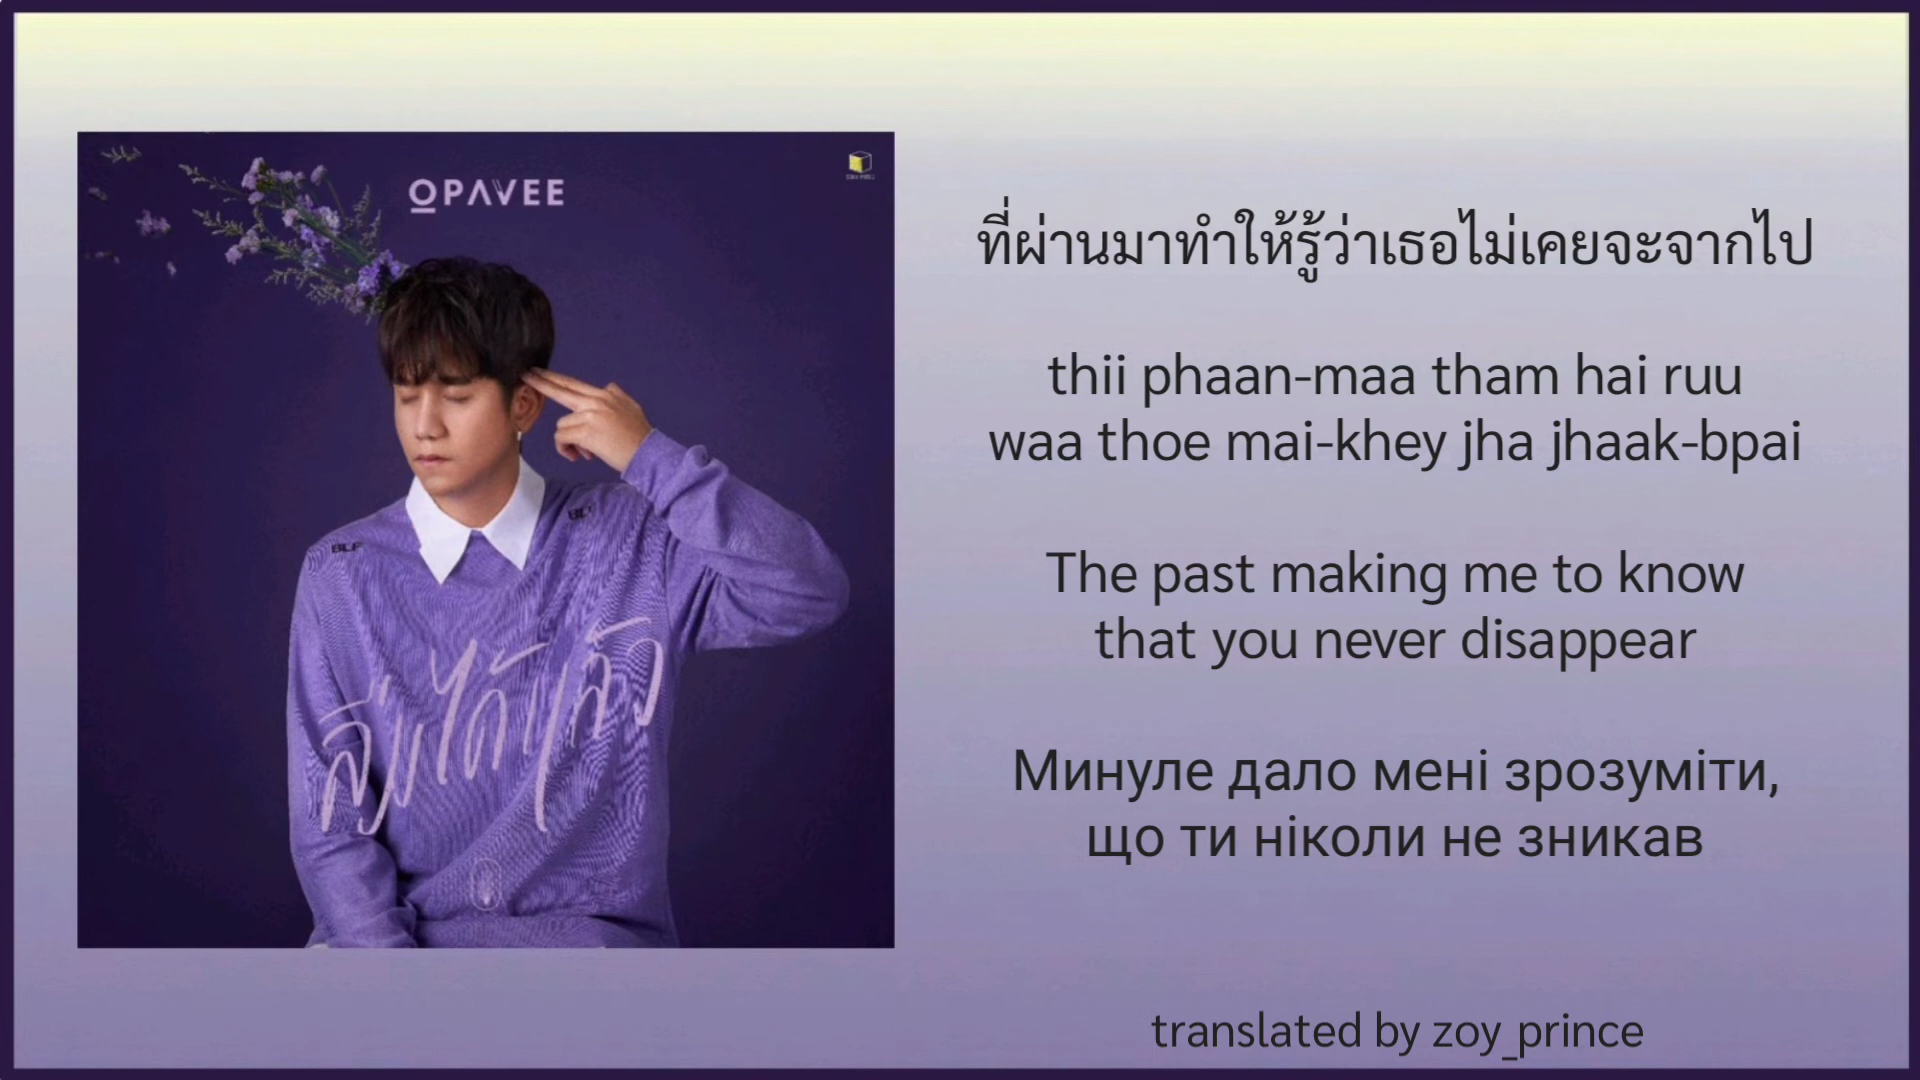 OPAVEE
BLF
ลืมได้แล้ว
ที่ผ่านมาทำให้รู้ว่าเธอไม่เคยจะจากไป
thii phaan-maa tham hai ruu
waa thoe mai-khey jha jhaak-bpai
The past making me to know
that you never disappear
Минуле дало мені зрозуміти,
що ти ніколи не зникав
translated by zoy_prince